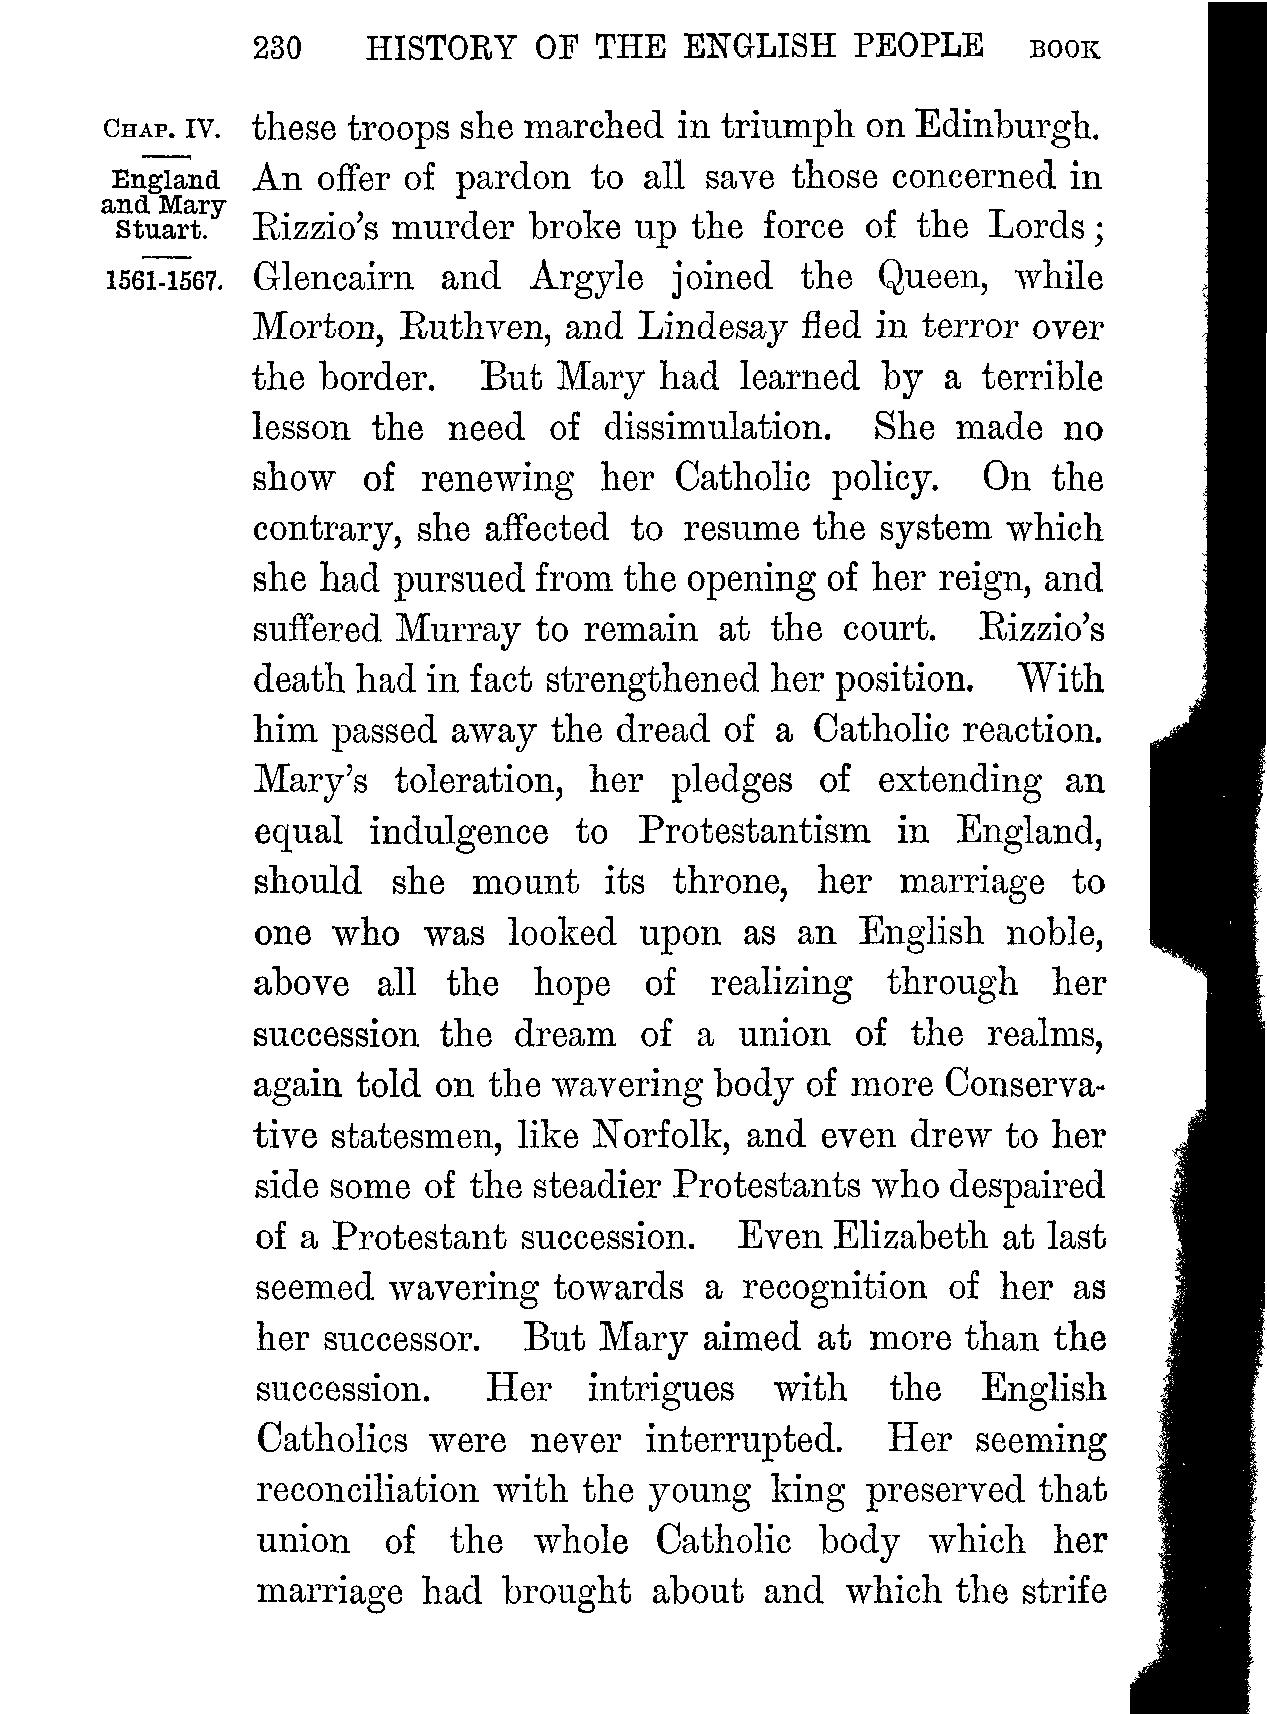 230 HISTORY OF THE ENGLISH PEOPLE BOOK
CHAP. IV.
England
and Mary
Stuart.
1561-1567.
these troops she marched in triumph on Edinburgh.
An offer of pardon to all save those concerned in
Rizzio's murder broke up the force of the Lords;
Glencairn and Argyle joined the Queen, while
Morton, Ruthven, and Lindesay fled in terror over
the border. But Mary had learned by a terrible
lesson the need of dissimulation. She made no
show of renewing her Catholic policy. On the
contrary, she affected to resume the system which
she had pursued from the opening of her reign, and
suffered Murray to remain at the court. Rizzio's
death had in fact strengthened her position. With
him passed away the dread of a Catholic reaction.
Mary's toleration, her pledges of extending an
equal indulgence to Protestantism in England,
should she mount its throne, her marriage to
one who was looked upon as an English noble,
above all the hope of realizing through her
succession the dream of a union of the realms,
again told on the wavering body of more Conserva-
tive statesmen, like Norfolk, and even drew to her
side some of the steadier Protestants who despaired
of a Protestant succession. Even Elizabeth at last
seemed wavering towards a recognition of her as
her successor. But Mary aimed at more than the
succession. Her intrigues with the English
Catholics were never interrupted. Her seeming
reconciliation with the young king preserved that
union of the whole Catholic body which her
marriage had brought about and which the strife